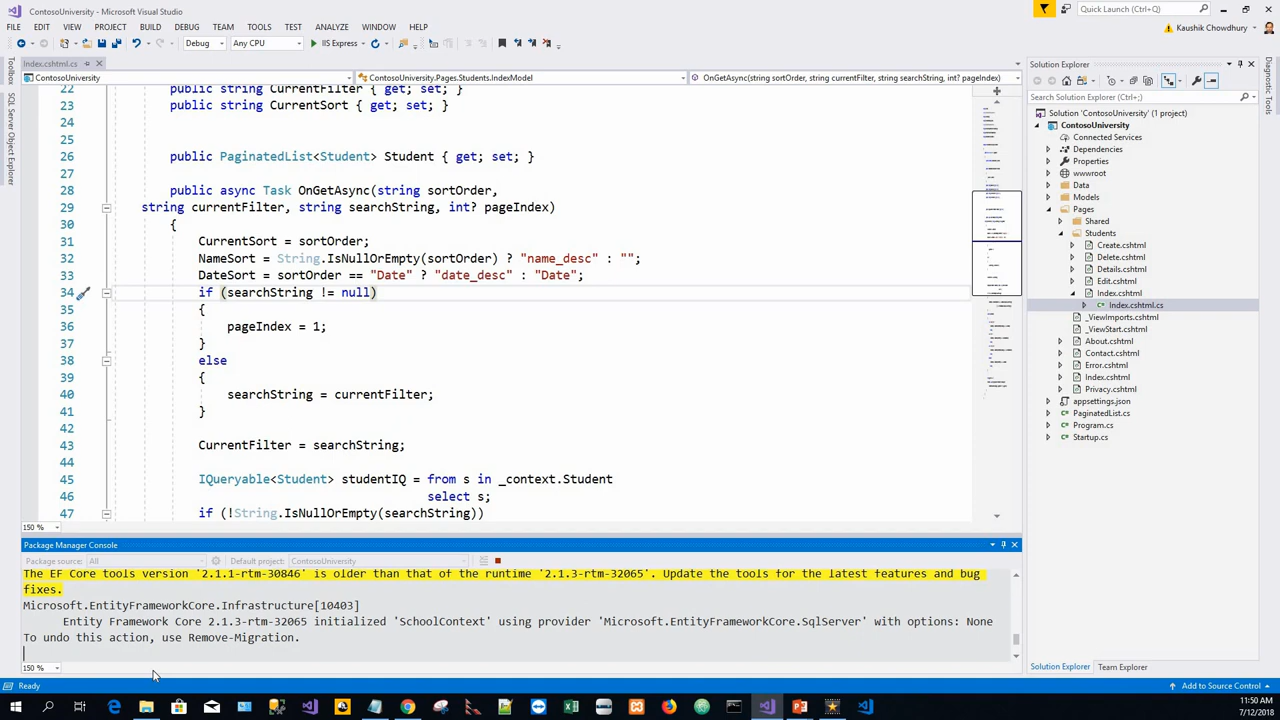 ContosoUniversity - Microsoft Visual Studio
Quick Launch (Ctrl+Q)
FILE EDIT VIEW PROJECT BUILD DEBUG TEAM TOOLS TEST ANALYZE WINDOW HELP
Kaushik Chowdhury
Debug Any CPU IIS Express
Index.cshtml.cs
ContosoUniversity ContosoUniversity.Pages.Students.IndexModel OnGetAsync(string sortOrder, string currentFilter, string searchString, int? pageIndex)
Toolbox
SQL Server Object Explorer
22 public string CurrentFilter { get; set; }
23 public string CurrentSort { get; set; }
24
25
26 public PaginatedList<Student> Student { get; set; }
27
28 public async Task OnGetAsync(string sortOrder,
29 string currentFilter, string searchString, int? pageIndex)
30 {
31 CurrentSort = sortOrder;
32 NameSort = String.IsNullOrEmpty(sortOrder) ? "name_desc" : "";
33 DateSort = sortOrder == "Date" ? "date_desc" : "Date";
34 if (searchString != null)
35 {
36 pageIndex = 1;
37 }
38 else
39 {
40 searchString = currentFilter;
41 }
42
43 CurrentFilter = searchString;
44
45 IQueryable<Student> studentIQ = from s in _context.Student
46 select s;
47 if (!String.IsNullOrEmpty(searchString))
150 %
Package Manager Console
Package source: All Default project: ContosoUniversity
The EF Core tools version '2.1.1-rtm-30846' is older than that of the runtime '2.1.3-rtm-32065'. Update the tools for the latest features and bug
fixes.
Microsoft.EntityFrameworkCore.Infrastructure[10403]
Entity Framework Core 2.1.3-rtm-32065 initialized 'SchoolContext' using provider 'Microsoft.EntityFrameworkCore.SqlServer' with options: None
To undo this action, use Remove-Migration.
150 %
Solution Explorer
Search Solution Explorer (Ctrl+;)
Solution 'ContosoUniversity' (1 project)
ContosoUniversity
Connected Services
Dependencies
Properties
wwwroot
Data
Models
Pages
Shared
Students
Create.cshtml
Delete.cshtml
Details.cshtml
Edit.cshtml
Index.cshtml
Index.cshtml.cs
_ViewImports.cshtml
_ViewStart.cshtml
About.cshtml
Contact.cshtml
Error.cshtml
Index.cshtml
Privacy.cshtml
appsettings.json
PaginatedList.cs
Program.cs
Startup.cs
Solution Explorer Team Explorer
Diagnostic Tools
Ready
Add to Source Control
11:50 AM
7/12/2018